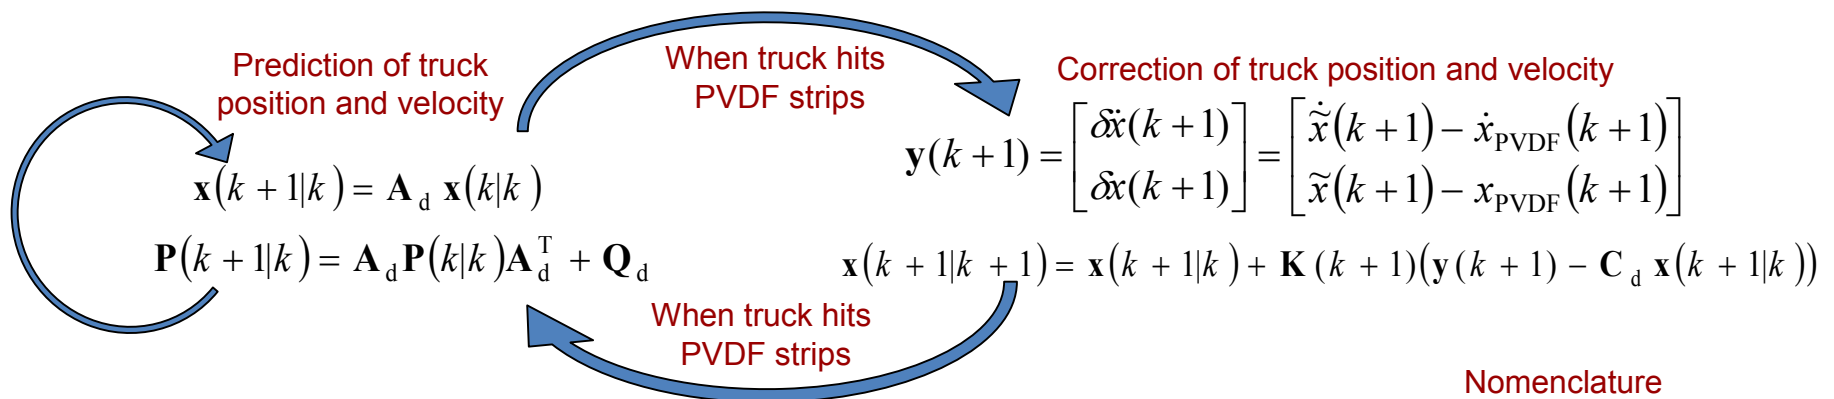 Prediction of truck
position and velocity
x(k + 1|k) = A_d x(k|k)
P(k + 1|k) = A_d P(k|k) A_d^T + Q_d
When truck hits
PVDF strips
Correction of truck position and velocity
y(k + 1) = [δẍ(k + 1); δx(k + 1)] = [x̃̇(k + 1) − ẋ_PVDF(k + 1); x̃(k + 1) − x_PVDF(k + 1)]
x(k + 1|k + 1) = x(k + 1|k) + K(k + 1)(y(k + 1) − C_d x(k + 1|k))
When truck hits
PVDF strips
Nomenclature